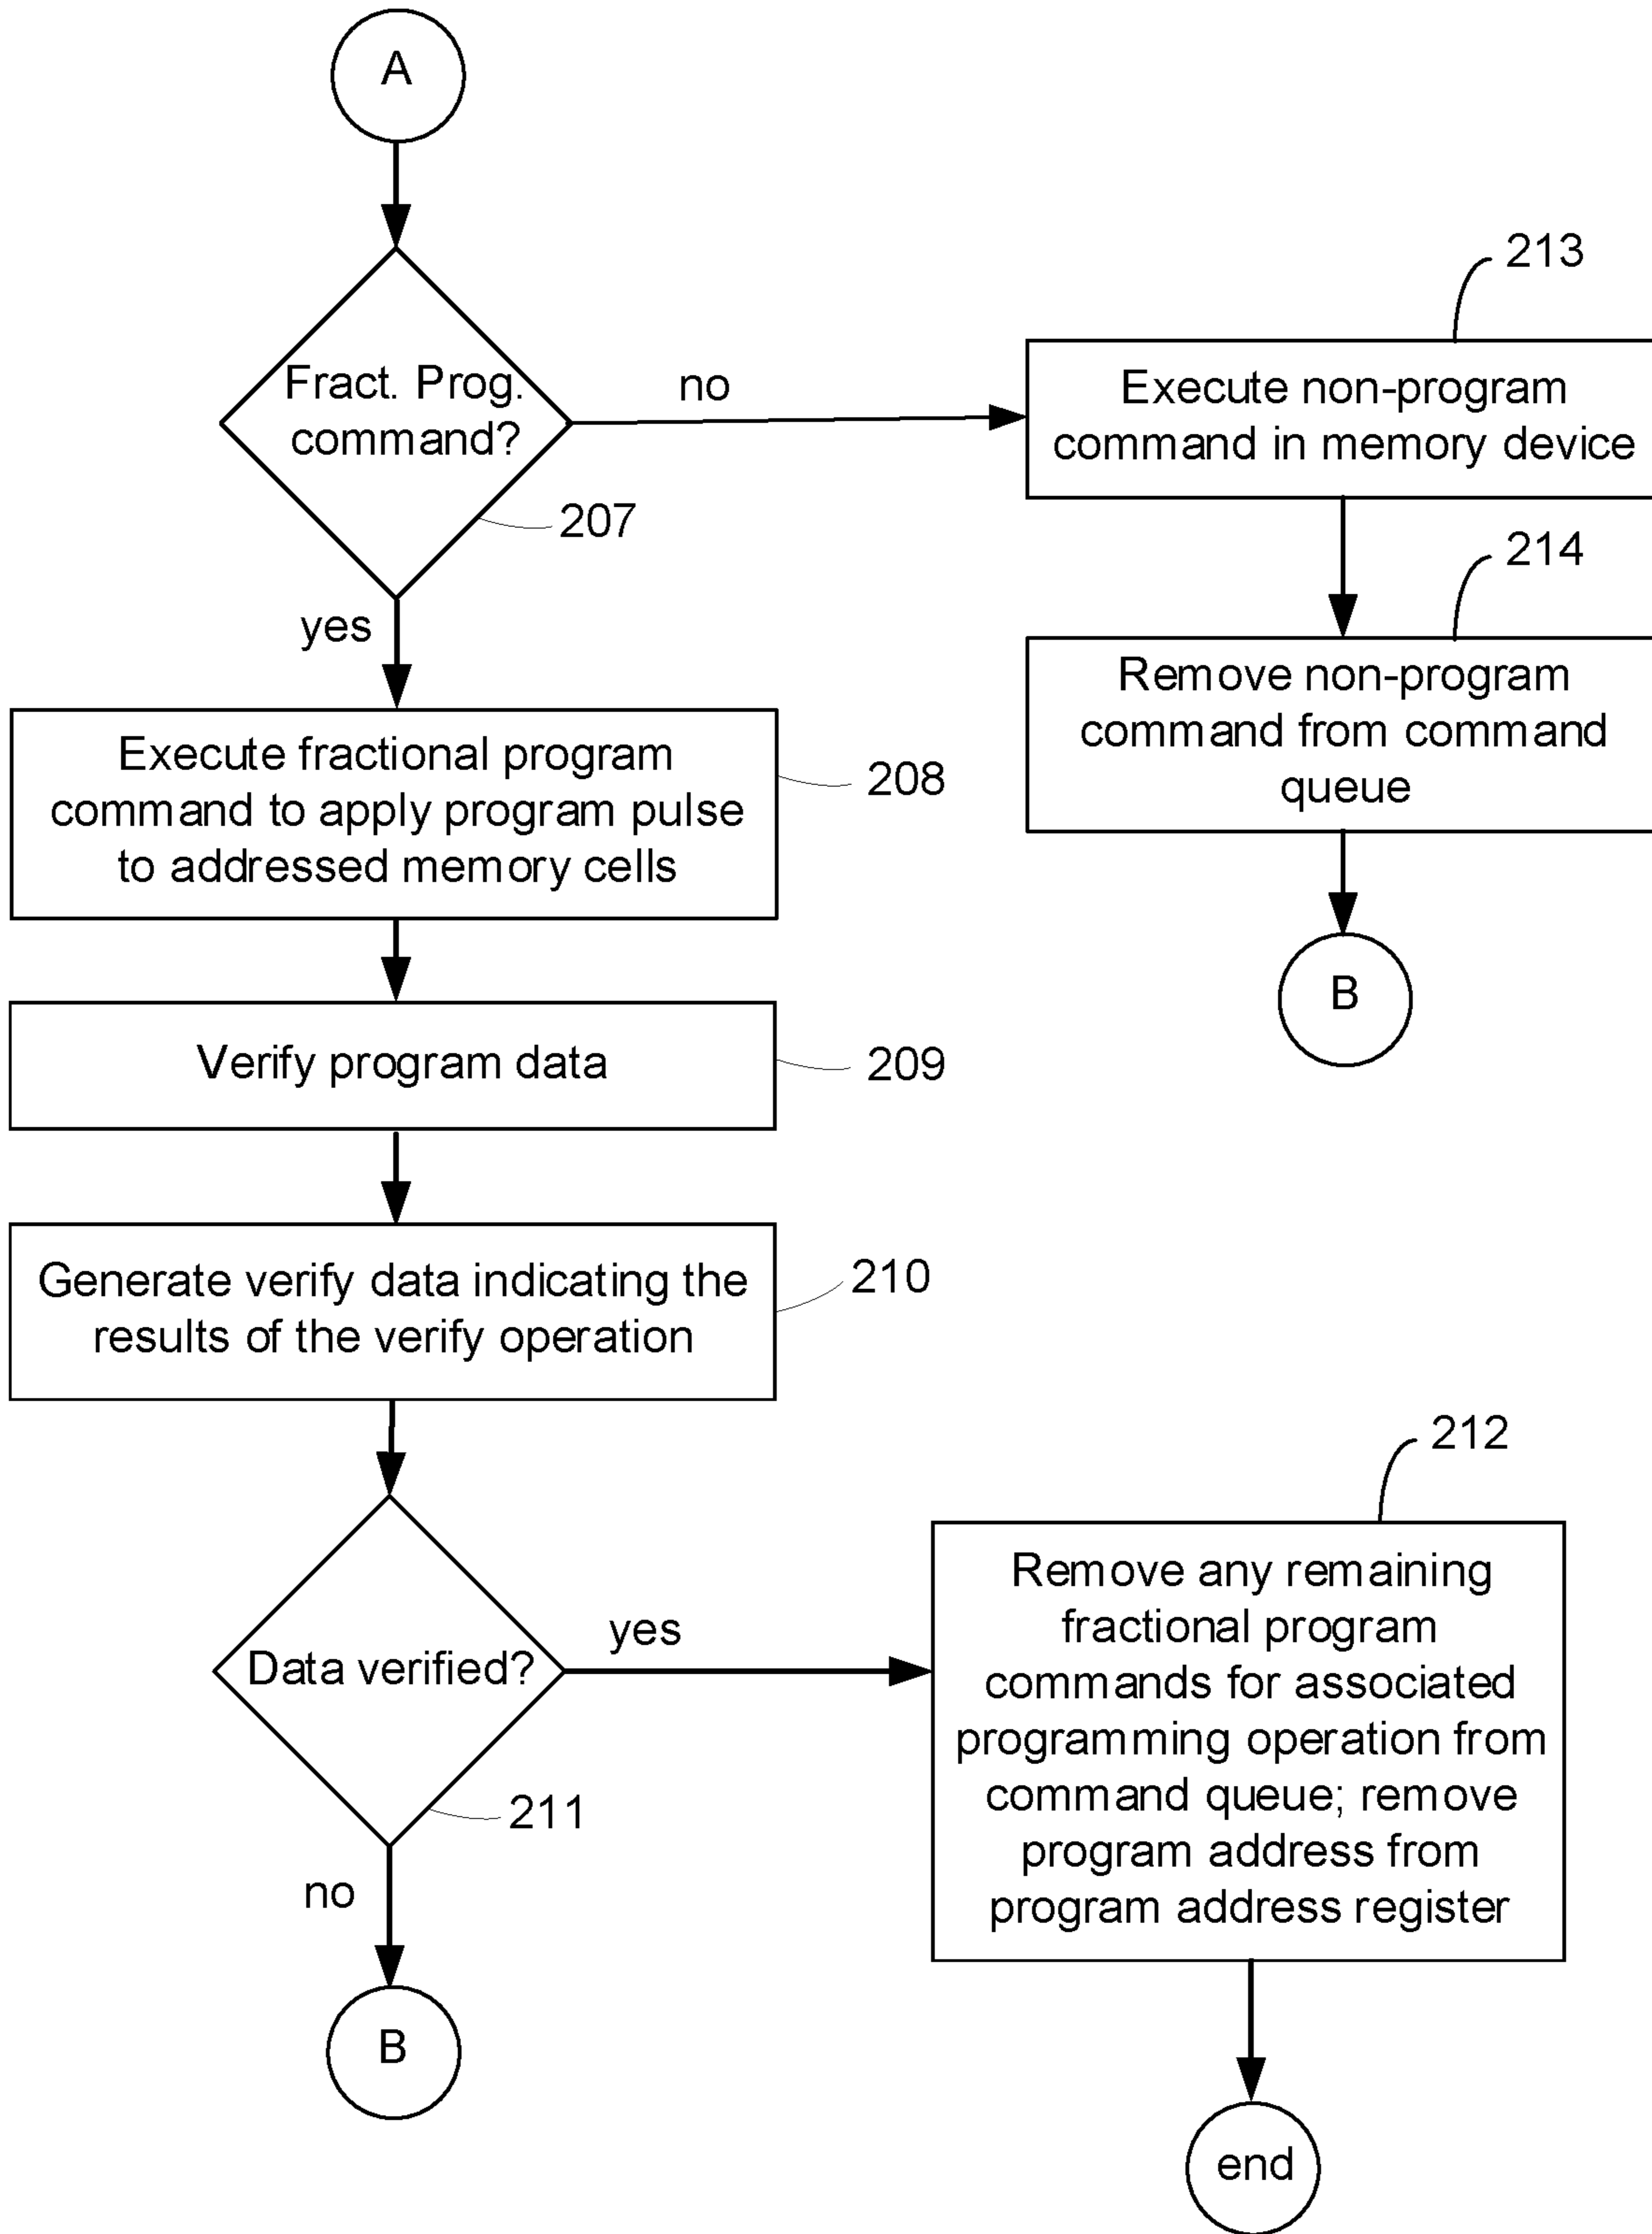 A
Fract. Prog.
command?
no
207
yes
213
Execute non-program
command in memory device
214
Remove non-program
command from command
queue
B
Execute fractional program
command to apply program pulse
to addressed memory cells
208
Verify program data
209
Generate verify data indicating the
results of the verify operation
210
Data verified?
yes
211
no
B
212
Remove any remaining
fractional program
commands for associated
programming operation from
command queue; remove
program address from
program address register
end